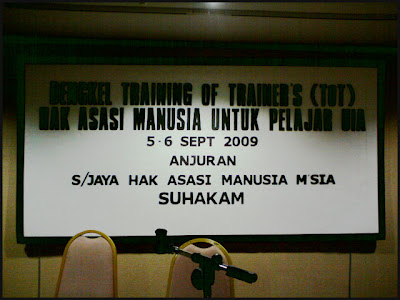 BENGKEL TRAINING OF TRAINER'S (TOT)
HAK ASASI MANUSIA UNTUK PELAJAR UIA
5-6 SEPT 2009
ANJURAN
S/JAYA HAK ASASI MANUSIA M'SIA
SUHAKAM